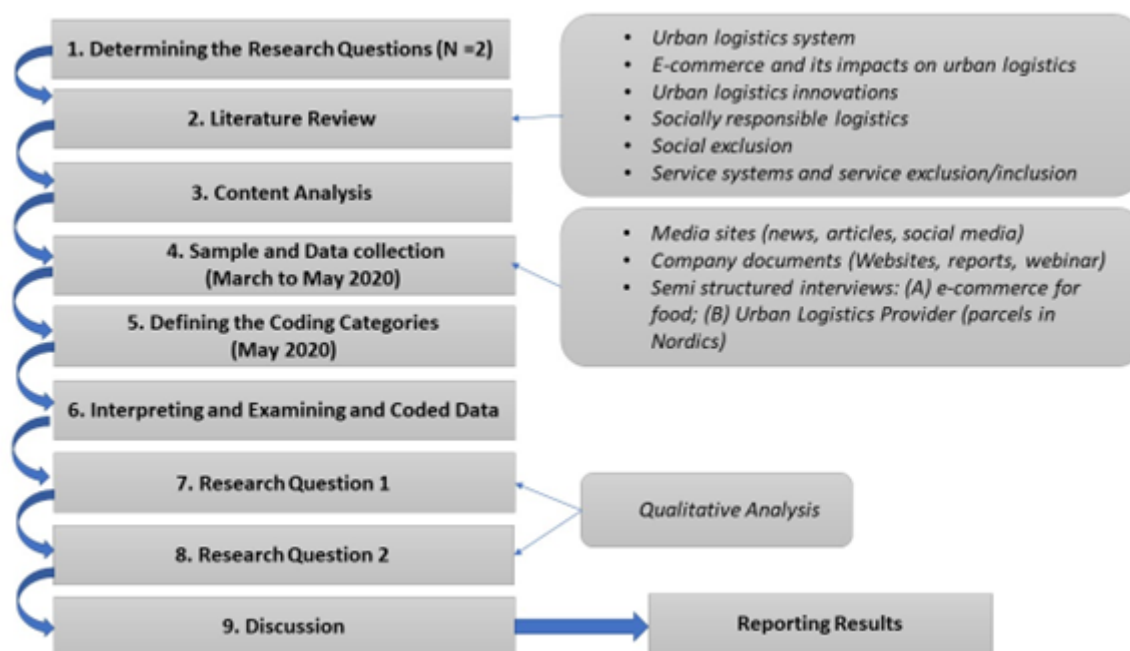 1. Determining the Research Questions (N =2)
2. Literature Review
3. Content Analysis
4. Sample and Data collection
(March to May 2020)
5. Defining the Coding Categories
(May 2020)
6. Interpreting and Examining and Coded Data
7. Research Question 1
8. Research Question 2
9. Discussion
• Urban logistics system
• E-commerce and its impacts on urban logistics
• Urban logistics innovations
• Socially responsible logistics
• Social exclusion
• Service systems and service exclusion/inclusion
• Media sites (news, articles, social media)
• Company documents (Websites, reports, webinar)
• Semi structured interviews: (A) e-commerce for
food; (B) Urban Logistics Provider (parcels in
Nordics)
Qualitative Analysis
Reporting Results